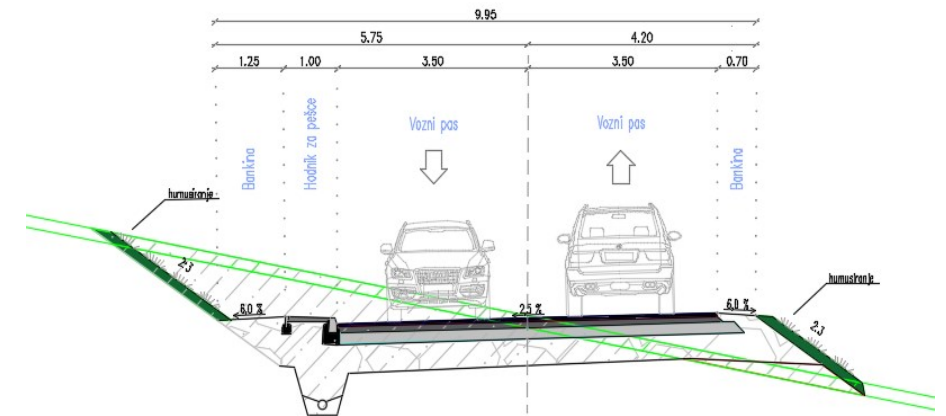 9.95
5.75 4.20
1.25 1.00 3.50 3.50 0.70
Bankina
Hodnik za pešce
Vozni pas
Vozni pas
Bankina
humusiranje
humusiranje
2:3
2:3
6,0 %
2,5 %
6,0 %